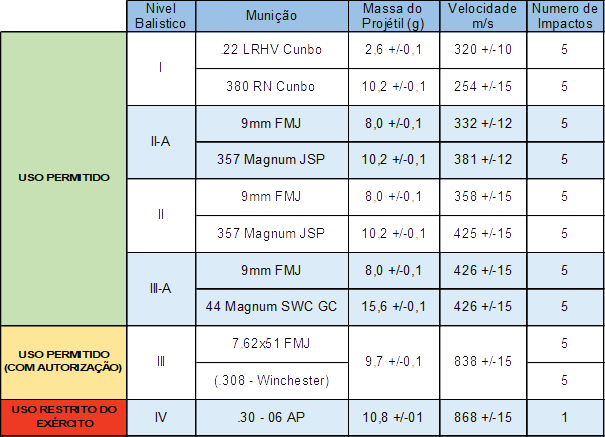 Nivel Balistico Munição Massa do Projétil (g) Velocidade m/s Numero de Impactos
USO PERMITIDO
I
.22 LRHV Cunbo 2,6 +/-0,1 320 +/-10 5
380 RN Cunbo 10,2 +/-0,1 254 +/-15 5
II-A
9mm FMJ 8,0 +/-0,1 332 +/-12 5
357 Magnum JSP 10,2 +/-0,1 381 +/-12 5
II
9mm FMJ 8,0 +/-0,1 358 +/-15 5
357 Magnum JSP 10,2 +/-0,1 425 +/-15 5
III-A
9mm FMJ 8,0 +/-0,1 426 +/-15 5
44 Magnum SWC GC 15,6 +/-0,1 426 +/-15 5
USO PERMITIDO
(COM AUTORIZAÇÃO)
III
7.62x51 FMJ 9,7 +/-0,1 838 +/-15 5
(.308 - Winchester) 5
USO RESTRITO DO
EXÉRCITO
IV .30 - 06 AP 10,8 +/-01 868 +/-15 1